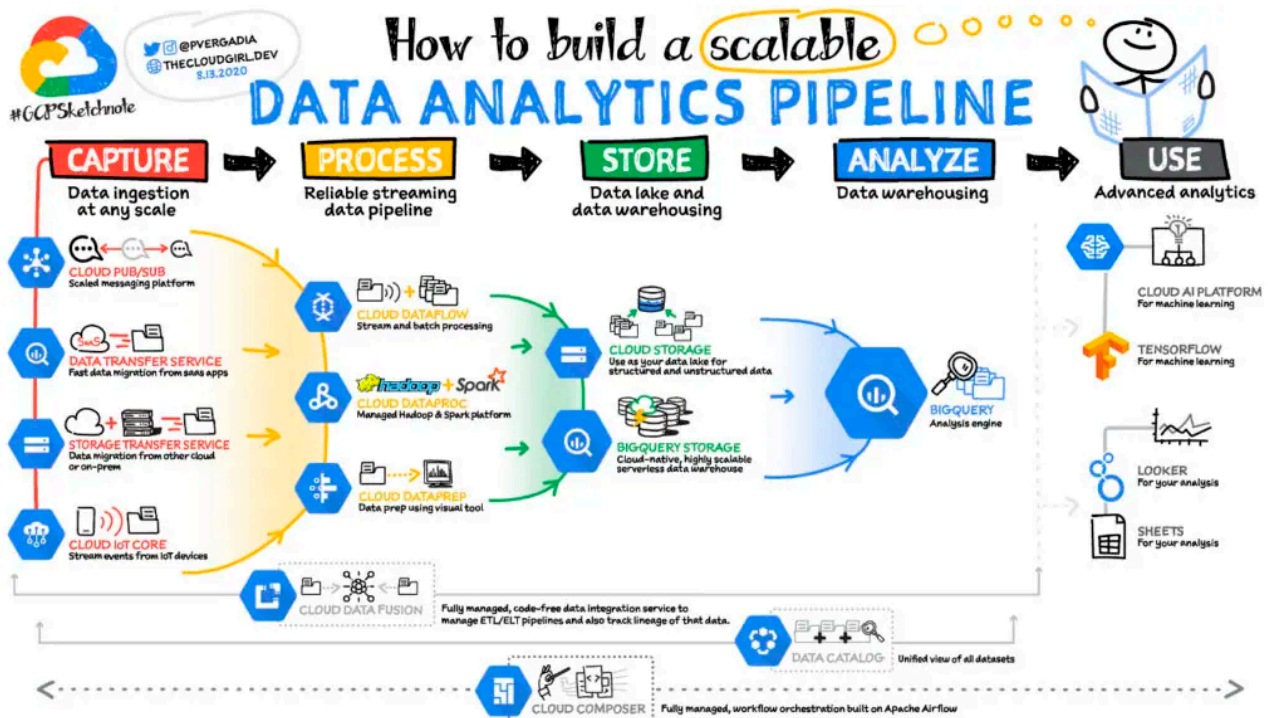 How to build a scalable
DATA ANALYTICS PIPELINE
@PVERGADIA
THECLOUDGIRL.DEV
8.13.2020
#GCPSketchnote
CAPTURE
Data ingestion
at any scale
CLOUD PUB/SUB
Scaled messaging platform
SaaS
DATA TRANSFER SERVICE
Fast data migration from saas apps
STORAGE TRANSFER SERVICE
Data migration from other cloud
or on-prem
CLOUD IoT CORE
Stream events from IoT devices
PROCESS
Reliable streaming
data pipeline
CLOUD DATAFLOW
Stream and batch processing
hadoop + Spark
CLOUD DATAPROC
Managed Hadoop & Spark platform
CLOUD DATAPREP
Data prep using visual tool
STORE
Data lake and
data warehousing
CLOUD STORAGE
Use as your data lake for
structured and unstructured data
BIGQUERY STORAGE
Cloud-native, highly scalable
serverless data warehouse
ANALYZE
Data warehousing
BIGQUERY
Analysis engine
USE
Advanced analytics
CLOUD AI PLATFORM
For machine learning
TENSORFLOW
For machine learning
LOOKER
For your analysis
SHEETS
For your analysis
CLOUD DATA FUSION
Fully managed, code-free data integration service to
manage ETL/ELT pipelines and also track lineage of that data.
DATA CATALOG
Unified view of all datasets
CLOUD COMPOSER
Fully managed, workflow orchestration built on Apache Airflow